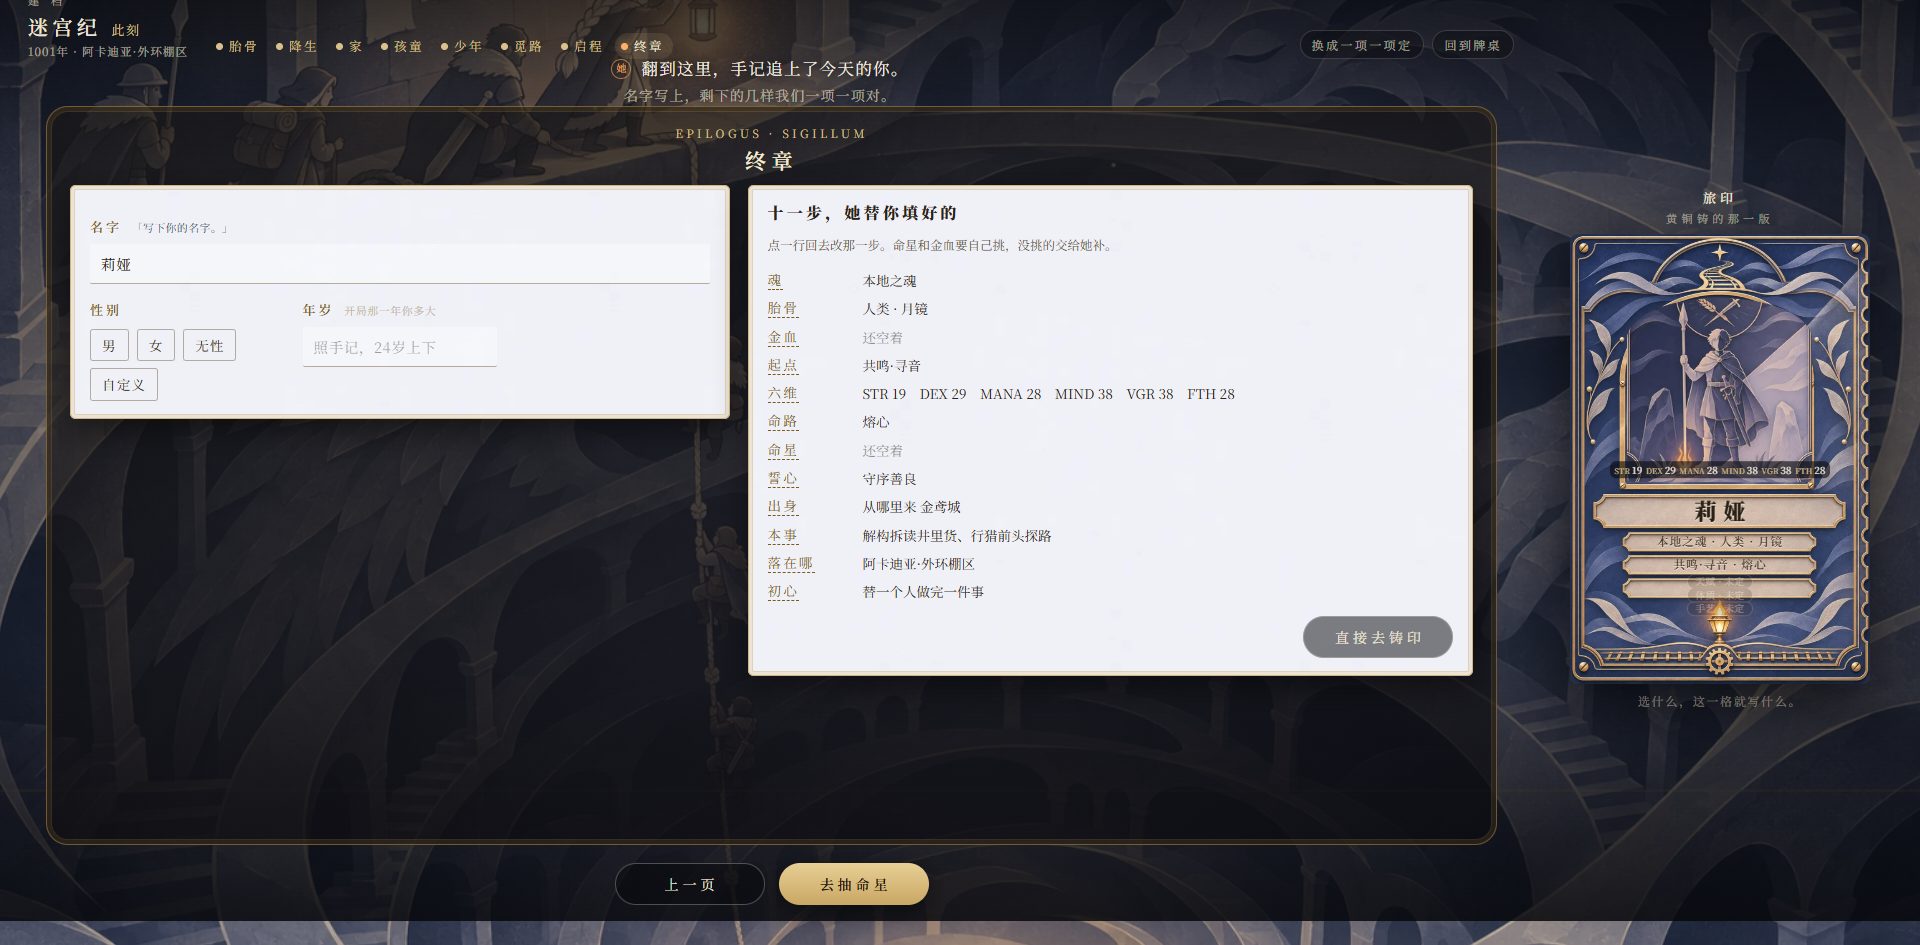 建档
迷宫纪 此刻
1001年 · 阿卡迪亚·外环棚区
胎骨 降生 家 孩童 少年 觅路 启程 终章
换成一项一项定 回到牌桌
她 翻到这里，手记追上了今天的你。
名字写上，剩下的几样我们一项一项对。
EPILOGUS · SIGILLUM
终章
名字 「写下你的名字。」
莉娅
性别 年岁 开局那一年你多大
男 女 无性 照手记，24岁上下
自定义
十一步，她替你填好的
点一行回去改那一步。命星和金血要自己挑，没挑的交给她补。
魂 本地之魂
胎骨 人类 · 月镜
金血 还空着
起点 共鸣·寻音
六维 STR 19 DEX 29 MANA 28 MIND 38 VGR 38 FTH 28
命路 熔心
命星 还空着
誓心 守序善良
出身 从哪里来 金鸢城
本事 解构拆读井里货、行猎前头探路
落在哪 阿卡迪亚·外环棚区
初心 替一个人做完一件事
直接去铸印
上一页 去抽命星
旅印
黄铜铸的那一版
STR 19 DEX 29 MANA 28 MIND 38 VGR 38 FTH 28
莉娅
本地之魂 · 人类 · 月镜
共鸣·寻音 · 熔心
天赋 · 未定
体质 · 未定
手艺 · 未定
选什么，这一格就写什么。